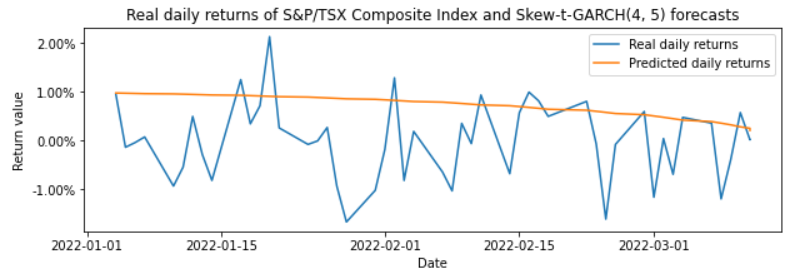 Real daily returns of S&P/TSX Composite Index and Skew-t-GARCH(4, 5) forecasts
Real daily returns
Predicted daily returns
2.00%
1.00%
0.00%
-1.00%
Return value
2022-01-01
2022-01-15
2022-02-01
2022-02-15
2022-03-01
Date